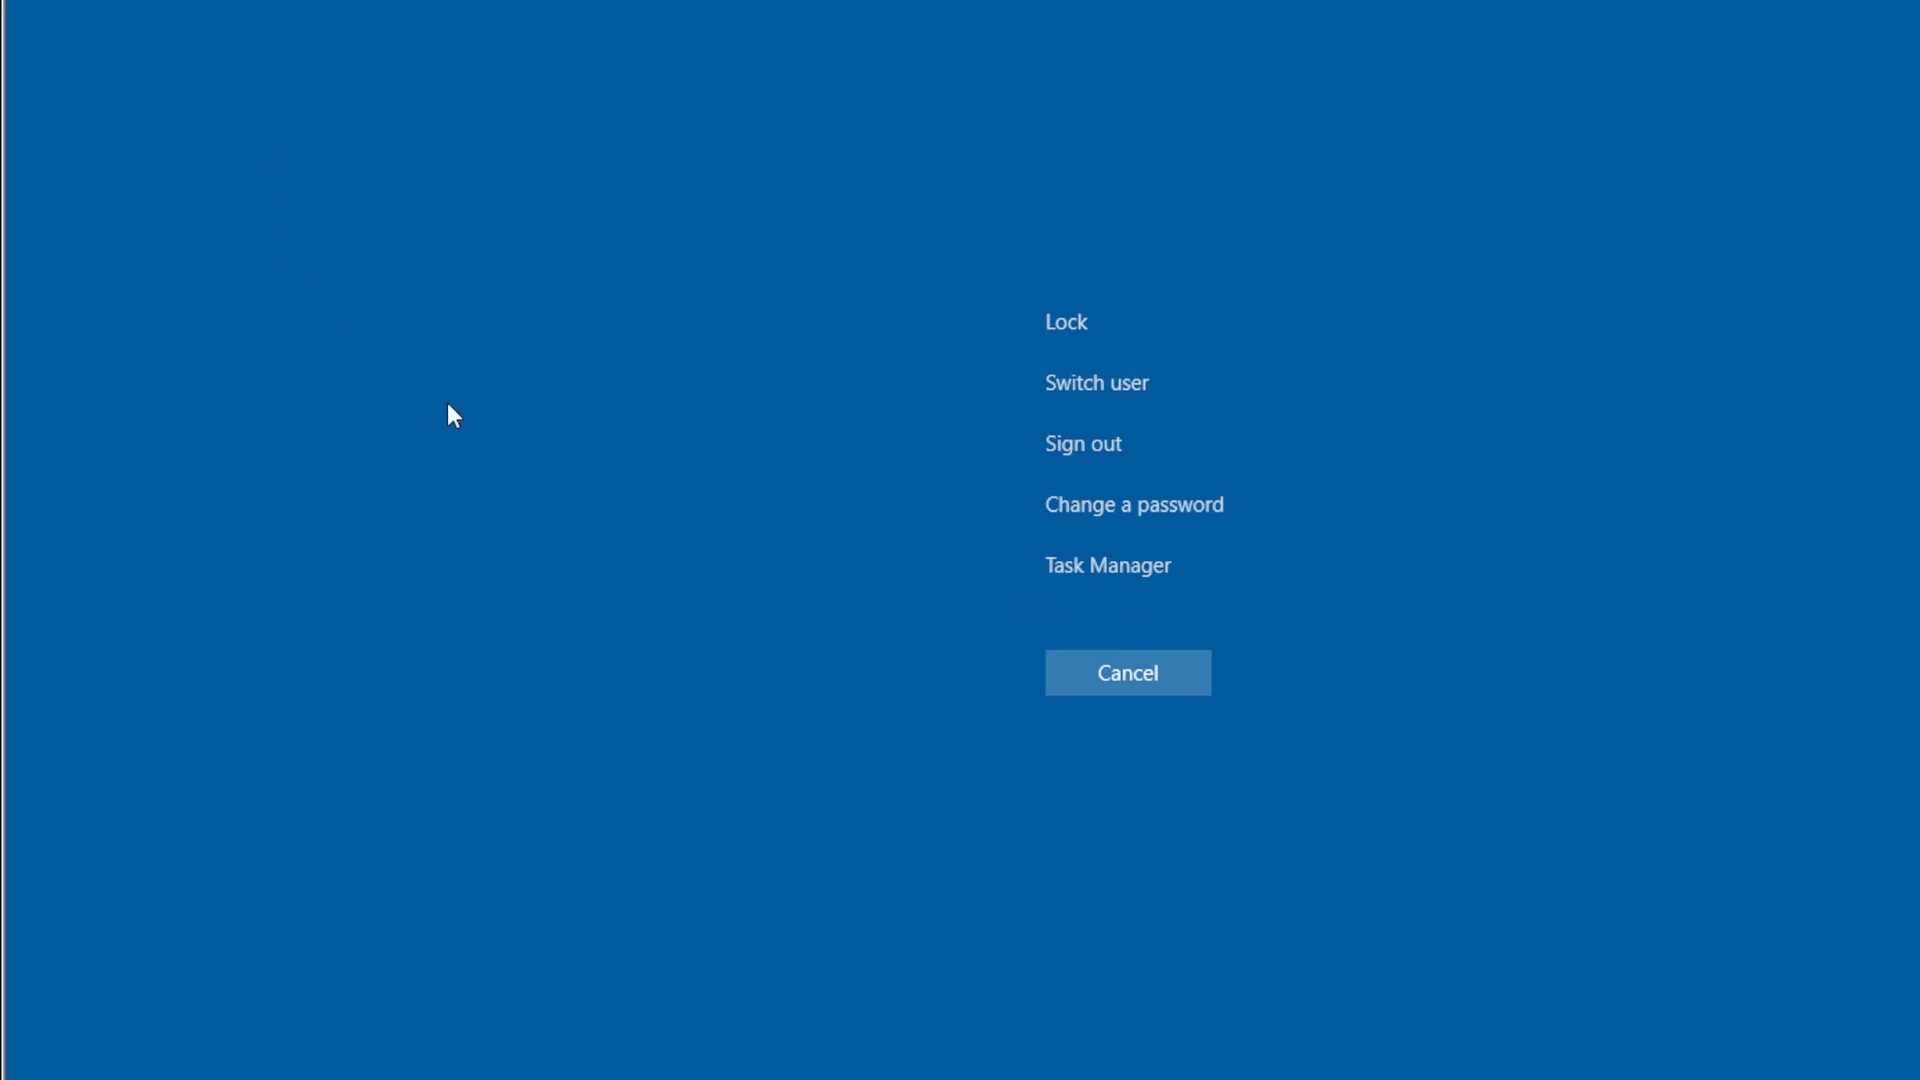 Lock
Switch user
Sign out
Change a password
Task Manager
Cancel